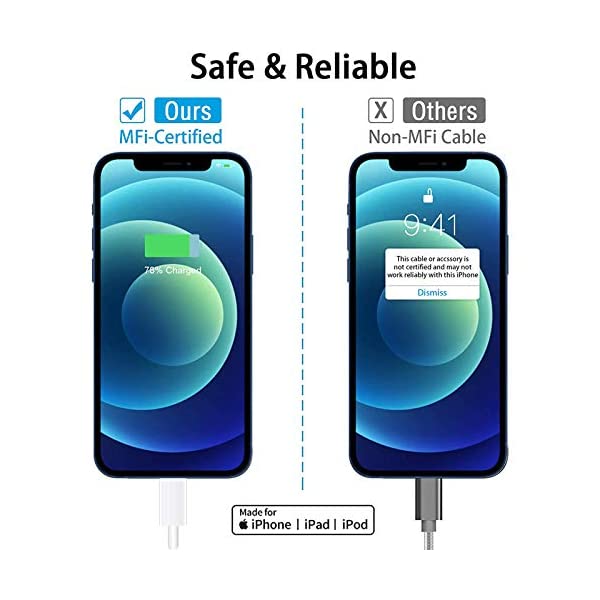 Safe & Reliable
Ours
MFi-Certified
X Others
Non-MFi Cable
78% Charged
9:41
This cable or accssory is
not certified and may not
work reliably with this iPhone
Dismiss
Made for
iPhone | iPad | iPod